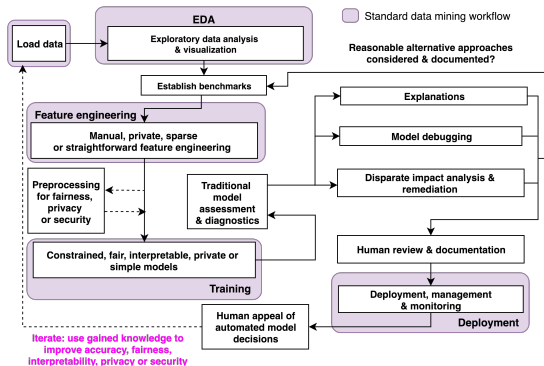 Standard data mining workflow
EDA
Load data
Exploratory data analysis
& visualization
Reasonable alternative approaches
considered & documented?
Establish benchmarks
Explanations
Feature engineering
Manual, private, sparse
or straightforward feature engineering
Model debugging
Preprocessing
for fairness,
privacy
or security
Traditional
model
assessment
& diagnostics
Disparate impact analysis &
remediation
Constrained, fair, interpretable, private or
simple models
Training
Human review & documentation
Deployment, management
& monitoring
Deployment
Human appeal of
automated model
decisions
Iterate: use gained knowledge to
improve accuracy, fairness,
interpretability, privacy or security